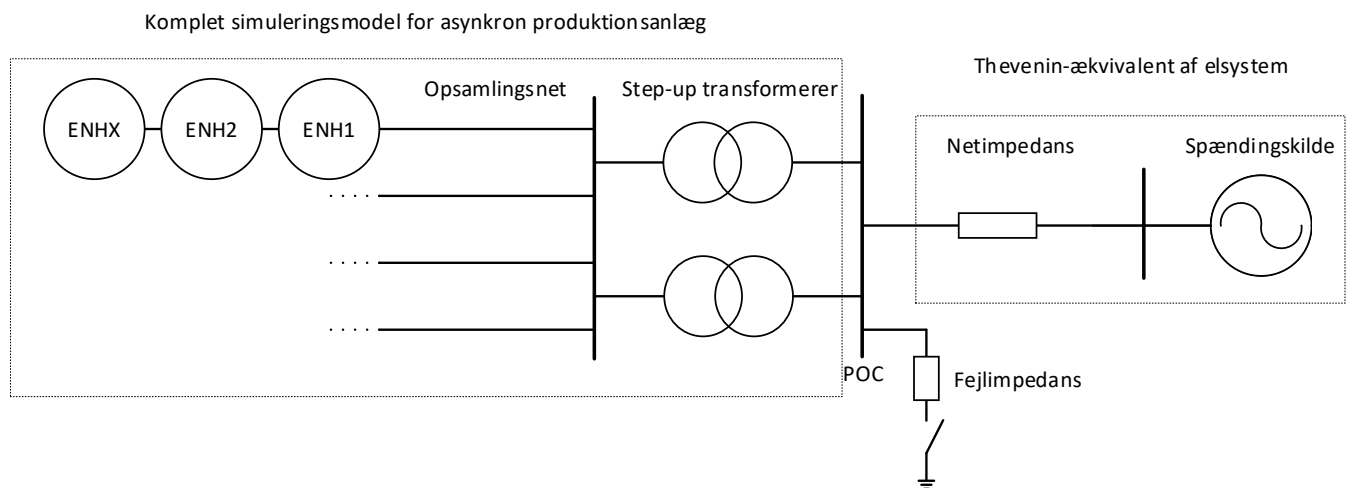 Komplet simuleringsmodel for asynkron produktionsanlæg
Thevenin-ækvivalent af elsystem
Opsamlingsnet
Step-up transformerer
ENHX
ENH2
ENH1
Netimpedans
Spændingskilde
POC
Fejlimpedans